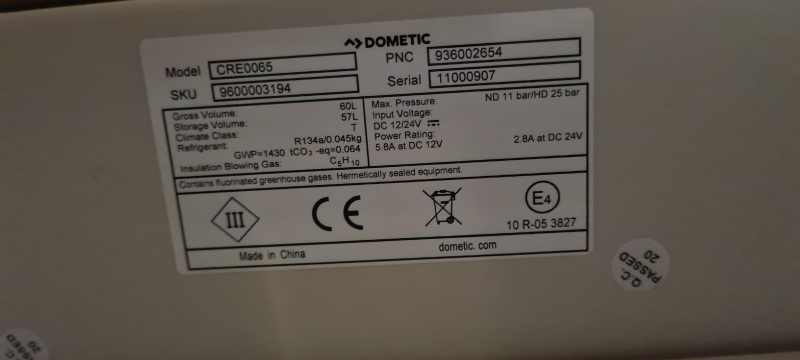 DOMETIC
Model CRE0065 PNC 936002654
SKU 9600003194 Serial 11000907
Gross Volume: 60L
Storage Volume: 57L
Climate Class: T
Refrigerant: R134a/0.045kg
GWP=1430 tCO2 -eq=0.064
Insulation Blowing Gas: C5H10
Max. Pressure: ND 11 bar/HD 25 bar
Input Voltage:
DC 12/24V
Power Rating:
5.8A at DC 12V 2.8A at DC 24V
Contains fluorinated greenhouse gases. Hermetically sealed equipment.
III CE E4
10 R-05 3827
Made in China dometic.com
Q.C.
PASSED
20
Q.C.
PASSED
20